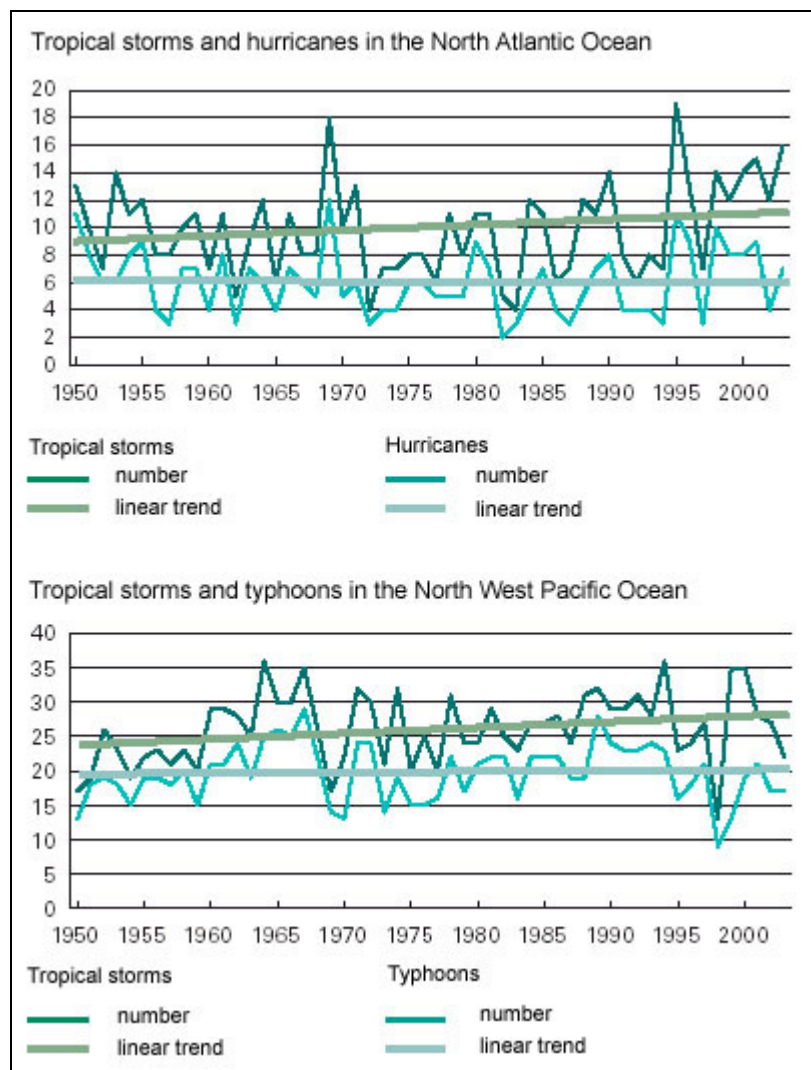 Tropical storms and hurricanes in the North Atlantic Ocean
20
18
16
14
12
10
8
6
4
2
0
1950 1955 1960 1965 1970 1975 1980 1985 1990 1995 2000
Tropical storms Hurricanes
number number
linear trend linear trend
Tropical storms and typhoons in the North West Pacific Ocean
40
35
30
25
20
15
10
5
0
1950 1955 1960 1965 1970 1975 1980 1985 1990 1995 2000
Tropical storms Typhoons
number number
linear trend linear trend